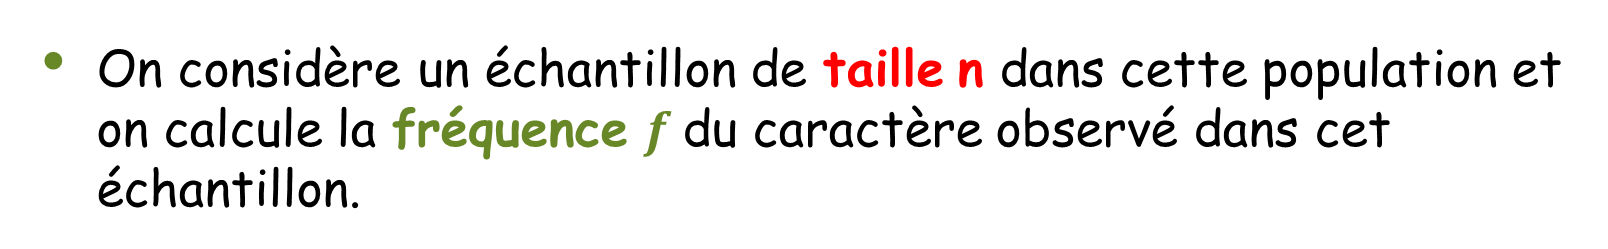 • On considère un échantillon de taille n dans cette population et
on calcule la fréquence f du caractère observé dans cet
échantillon.